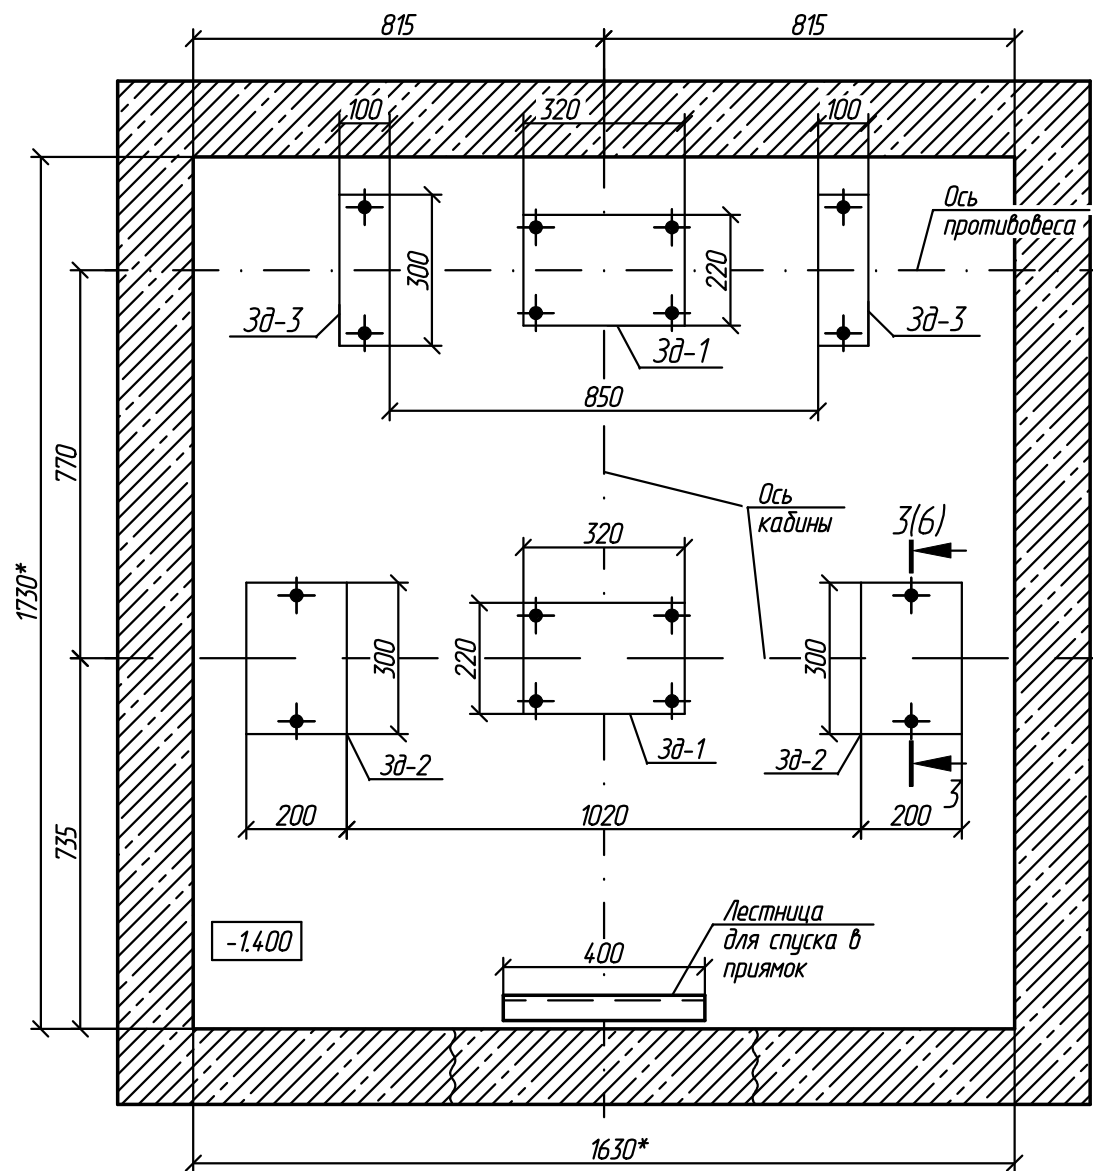 815
815
100
320
100
Ось
противовеса
300
220
Зд-3
Зд-3
Зд-1
850
770
Ось
кабины
3(6)
320
1730*
300
220
300
Зд-2
Зд-1
Зд-2
3
200
1020
200
735
Лестница
для спуска в
приямок
-1.400
400
1630*